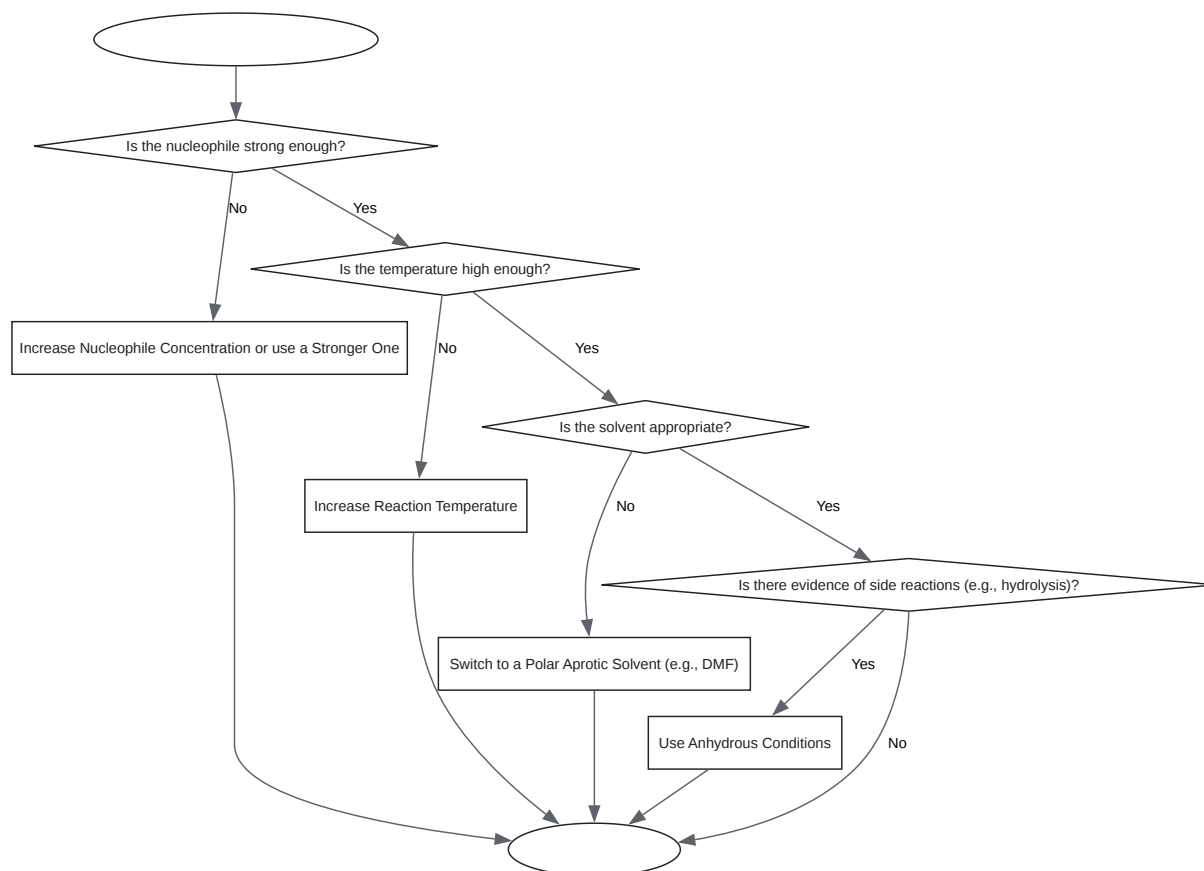 Is the nucleophile strong enough?
No
Yes
Is the temperature high enough?
Increase Nucleophile Concentration or use a Stronger One
No
Yes
Is the solvent appropriate?
Increase Reaction Temperature
No
Yes
Is there evidence of side reactions (e.g., hydrolysis)?
Switch to a Polar Aprotic Solvent (e.g., DMF)
Yes
Use Anhydrous Conditions
No